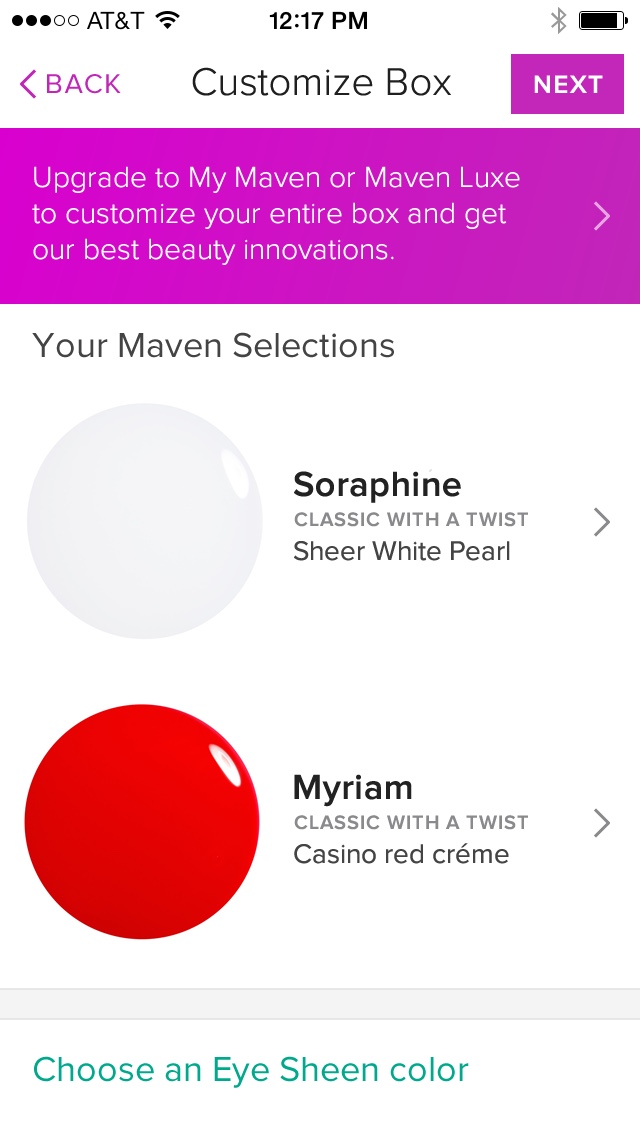 AT&T 12:17 PM
BACK Customize Box NEXT
Upgrade to My Maven or Maven Luxe
to customize your entire box and get
our best beauty innovations.
Your Maven Selections
Soraphine
CLASSIC WITH A TWIST
Sheer White Pearl
Myriam
CLASSIC WITH A TWIST
Casino red créme
Choose an Eye Sheen color